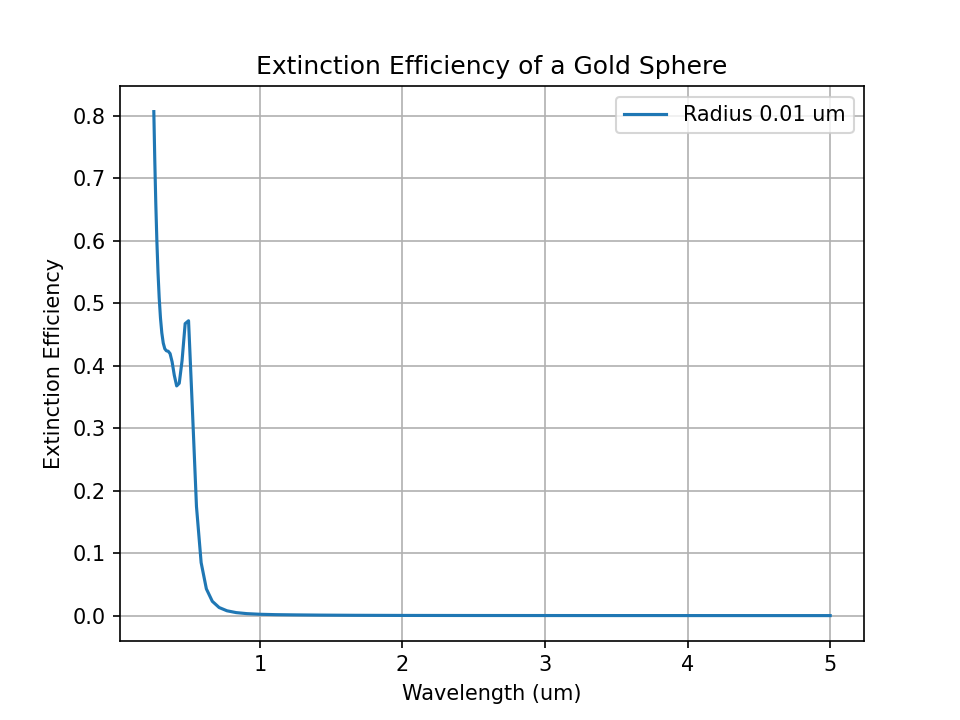 Extinction Efficiency of a Gold Sphere
Radius 0.01 um
Extinction Efficiency
0.8
0.7
0.6
0.5
0.4
0.3
0.2
0.1
0.0
1 2 3 4 5
Wavelength (um)